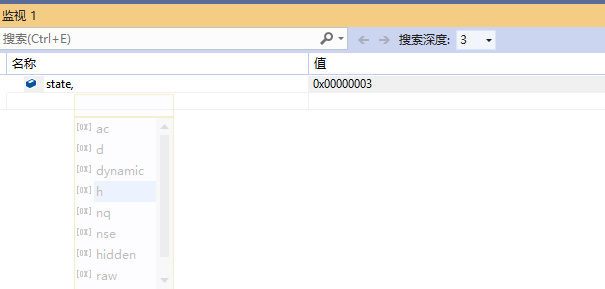 监视 1
搜索(Ctrl+E) 搜索深度: 3
名称 值
state, 0x00000003
[0X] ac
[0X] d
[0X] dynamic
[0X] h
[0X] nq
[0X] nse
[0X] hidden
[0X] raw